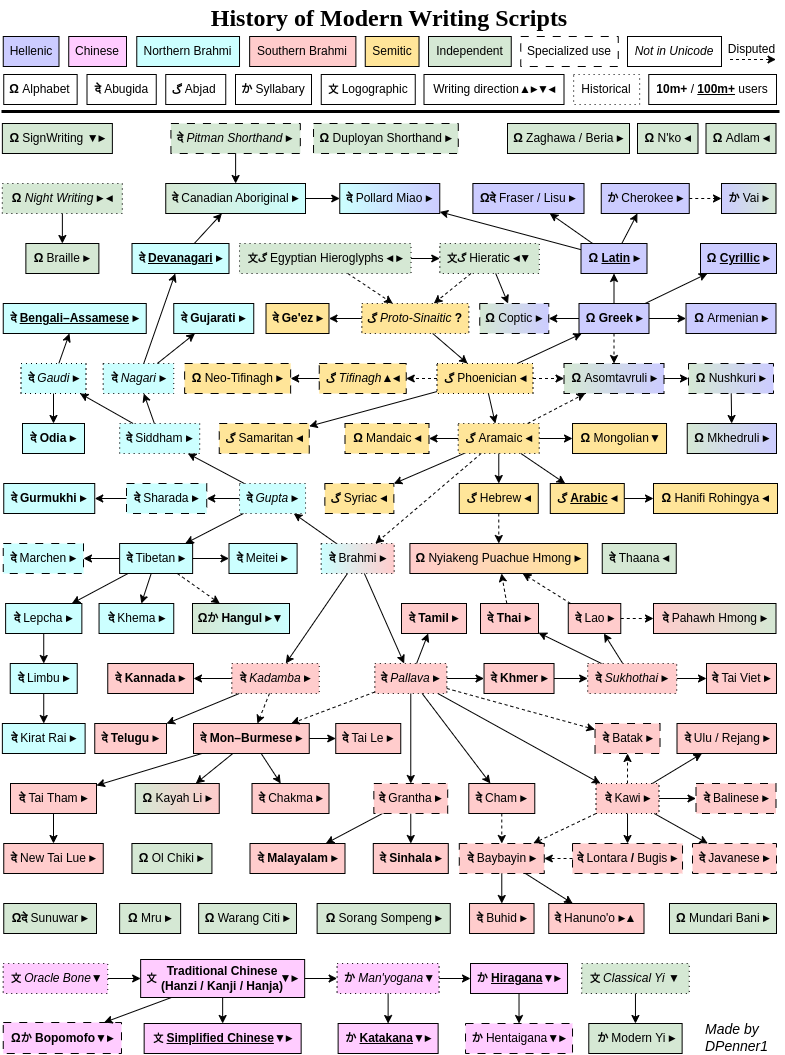 History of Modern Writing Scripts
Hellenic Chinese Northern Brahmi Southern Brahmi Semitic Independent Specialized use Not in Unicode Disputed
Ω Alphabet दे Abugida گ Abjad か Syllabary 文 Logographic Writing direction▲▶▼◀ Historical 10m+ / 100m+ users
Ω SignWriting ▼▶ दे Pitman Shorthand ▶ Ω Duployan Shorthand ▶ Ω Zaghawa / Beria ▶ Ω N'ko ◀ Ω Adlam ◀
Ω Night Writing ▶◀ दे Canadian Aboriginal ▶ दे Pollard Miao ▶ Ωदे Fraser / Lisu ▶ か Cherokee ▶ か Vai ▶
Ω Braille ▶ दे Devanagari ▶ 文گ Egyptian Hieroglyphs ◀▶ 文گ Hieratic ◀▼ Ω Latin ▶ Ω Cyrillic ▶
दे Bengali–Assamese ▶ दे Gujarati ▶ दे Ge'ez ▶ گ Proto-Sinaitic ? Ω Coptic ▶ Ω Greek ▶ Ω Armenian ▶
दे Gaudi ▶ दे Nagari ▶ Ω Neo-Tifinagh ▶ گ Tifinagh▲◀ گ Phoenician ◀ Ω Asomtavruli ▶ Ω Nushkuri ▶
दे Odia ▶ दे Siddham ▶ گ Samaritan ◀ Ω Mandaic ◀ گ Aramaic ◀ Ω Mongolian▼ Ω Mkhedruli ▶
दे Gurmukhi ▶ दे Sharada ▶ दे Gupta ▶ گ Syriac ◀ گ Hebrew ◀ گ Arabic ◀ Ω Hanifi Rohingya ◀
दे Marchen ▶ दे Tibetan ▶ दे Meitei ▶ दे Brahmi ▶ Ω Nyiakeng Puachue Hmong ▶ दे Thaana ◀
दे Lepcha ▶ दे Khema ▶ Ωか Hangul ▶▼ दे Tamil ▶ दे Thai ▶ दे Lao ▶ दे Pahawh Hmong ▶
दे Limbu ▶ दे Kannada ▶ दे Kadamba ▶ दे Pallava ▶ दे Khmer ▶ दे Sukhothai ▶ दे Tai Viet ▶
दे Kirat Rai ▶ दे Telugu ▶ दे Mon–Burmese ▶ दे Tai Le ▶ दे Batak ▶ दे Ulu / Rejang ▶
दे Tai Tham ▶ Ω Kayah Li ▶ दे Chakma ▶ दे Grantha ▶ दे Cham ▶ दे Kawi ▶ दे Balinese ▶
दे New Tai Lue ▶ Ω Ol Chiki ▶ दे Malayalam ▶ दे Sinhala ▶ दे Baybayin ▶ दे Lontara / Bugis ▶ दे Javanese ▶
Ωदे Sunuwar ▶ Ω Mru ▶ Ω Warang Citi ▶ Ω Sorang Sompeng ▶ दे Buhid ▶ दे Hanuno'o ▶▲ Ω Mundari Bani ▶
文 Oracle Bone▼ 文 Traditional Chinese (Hanzi / Kanji / Hanja) ▼▶ か Man'yogana▼ か Hiragana▼▶ 文 Classical Yi ▼
Ωか Bopomofo▼▶ 文 Simplified Chinese▼▶ か Katakana▼▶ か Hentaigana▼▶ か Modern Yi ▶
Made by
DPenner1